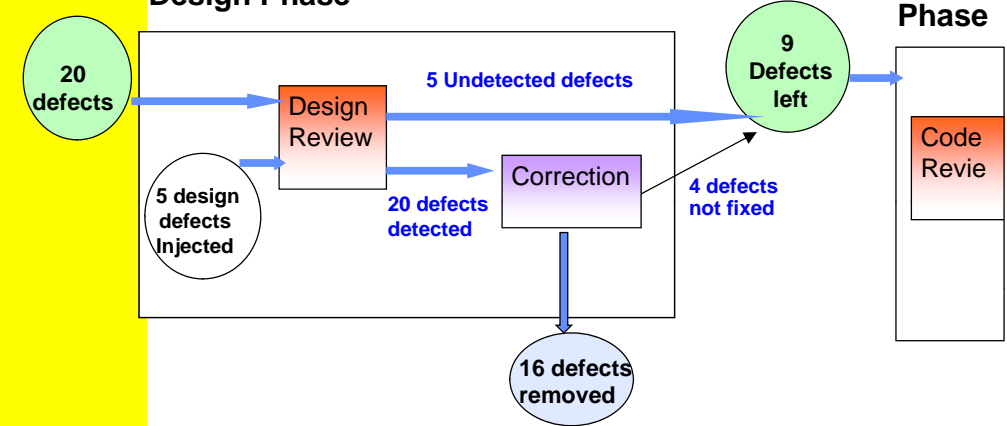 Design Phase
Phase
20
defects
5 Undetected defects
9
Defects
left
Design
Review
Code
Revie
5 design
defects
Injected
20 defects
detected
Correction
4 defects
not fixed
16 defects
removed